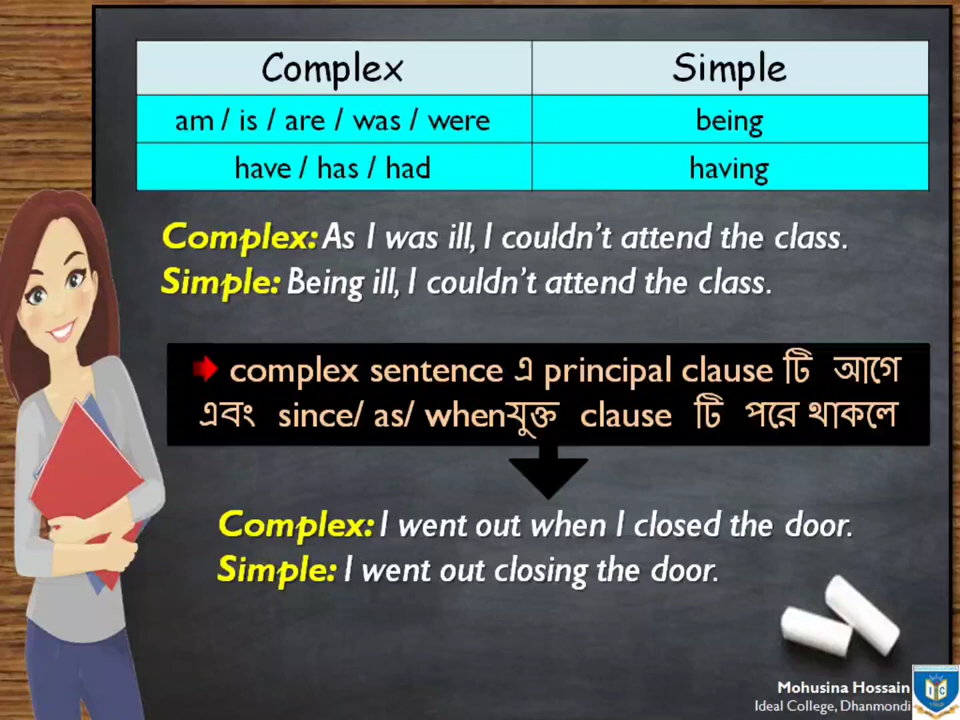 Complex Simple
am / is / are / was / were being
have / has / had having
Complex: As I was ill, I couldn't attend the class.
Simple: Being ill, I couldn't attend the class.
complex sentence এ principal clause টি আগে
এবং since/ as/ whenযুক্ত clause টি পরে থাকলে
Complex: I went out when I closed the door.
Simple: I went out closing the door.
Mohusina Hossain
Ideal College, Dhanmondi